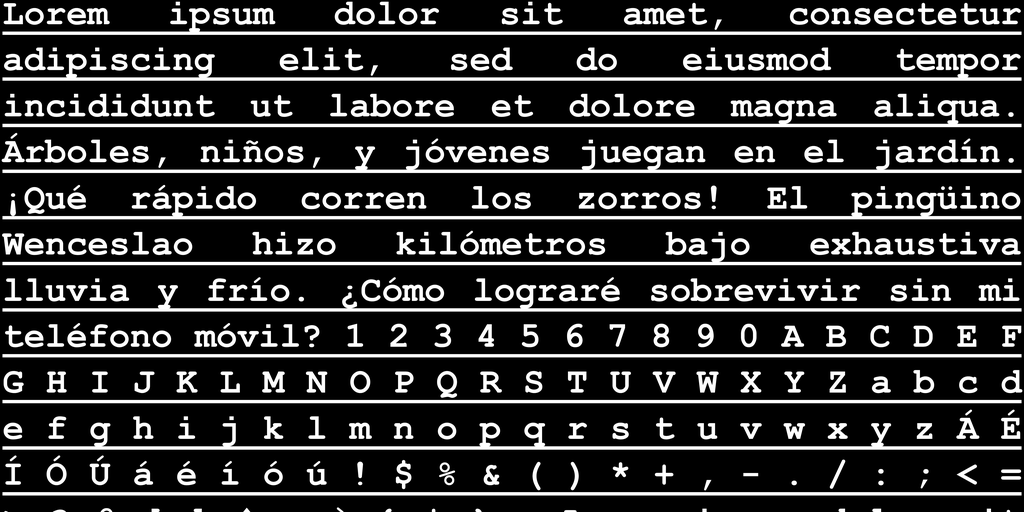 Lorem ipsum dolor sit amet, consectetur
adipiscing elit, sed do eiusmod tempor
incididunt ut labore et dolore magna aliqua.
Árboles, niños, y jóvenes juegan en el jardín.
¡Qué rápido corren los zorros! El pingüino
Wenceslao hizo kilómetros bajo exhaustiva
lluvia y frío. ¿Cómo lograré sobrevivir sin mi
teléfono móvil? 1 2 3 4 5 6 7 8 9 0 A B C D E F
G H I J K L M N O P Q R S T U V W X Y Z a b c d
e f g h i j k l m n o p q r s t u v w x y z Á É
Í Ó Ú á é í ó ú ! $ % & ( ) * + , - . / : ; < =